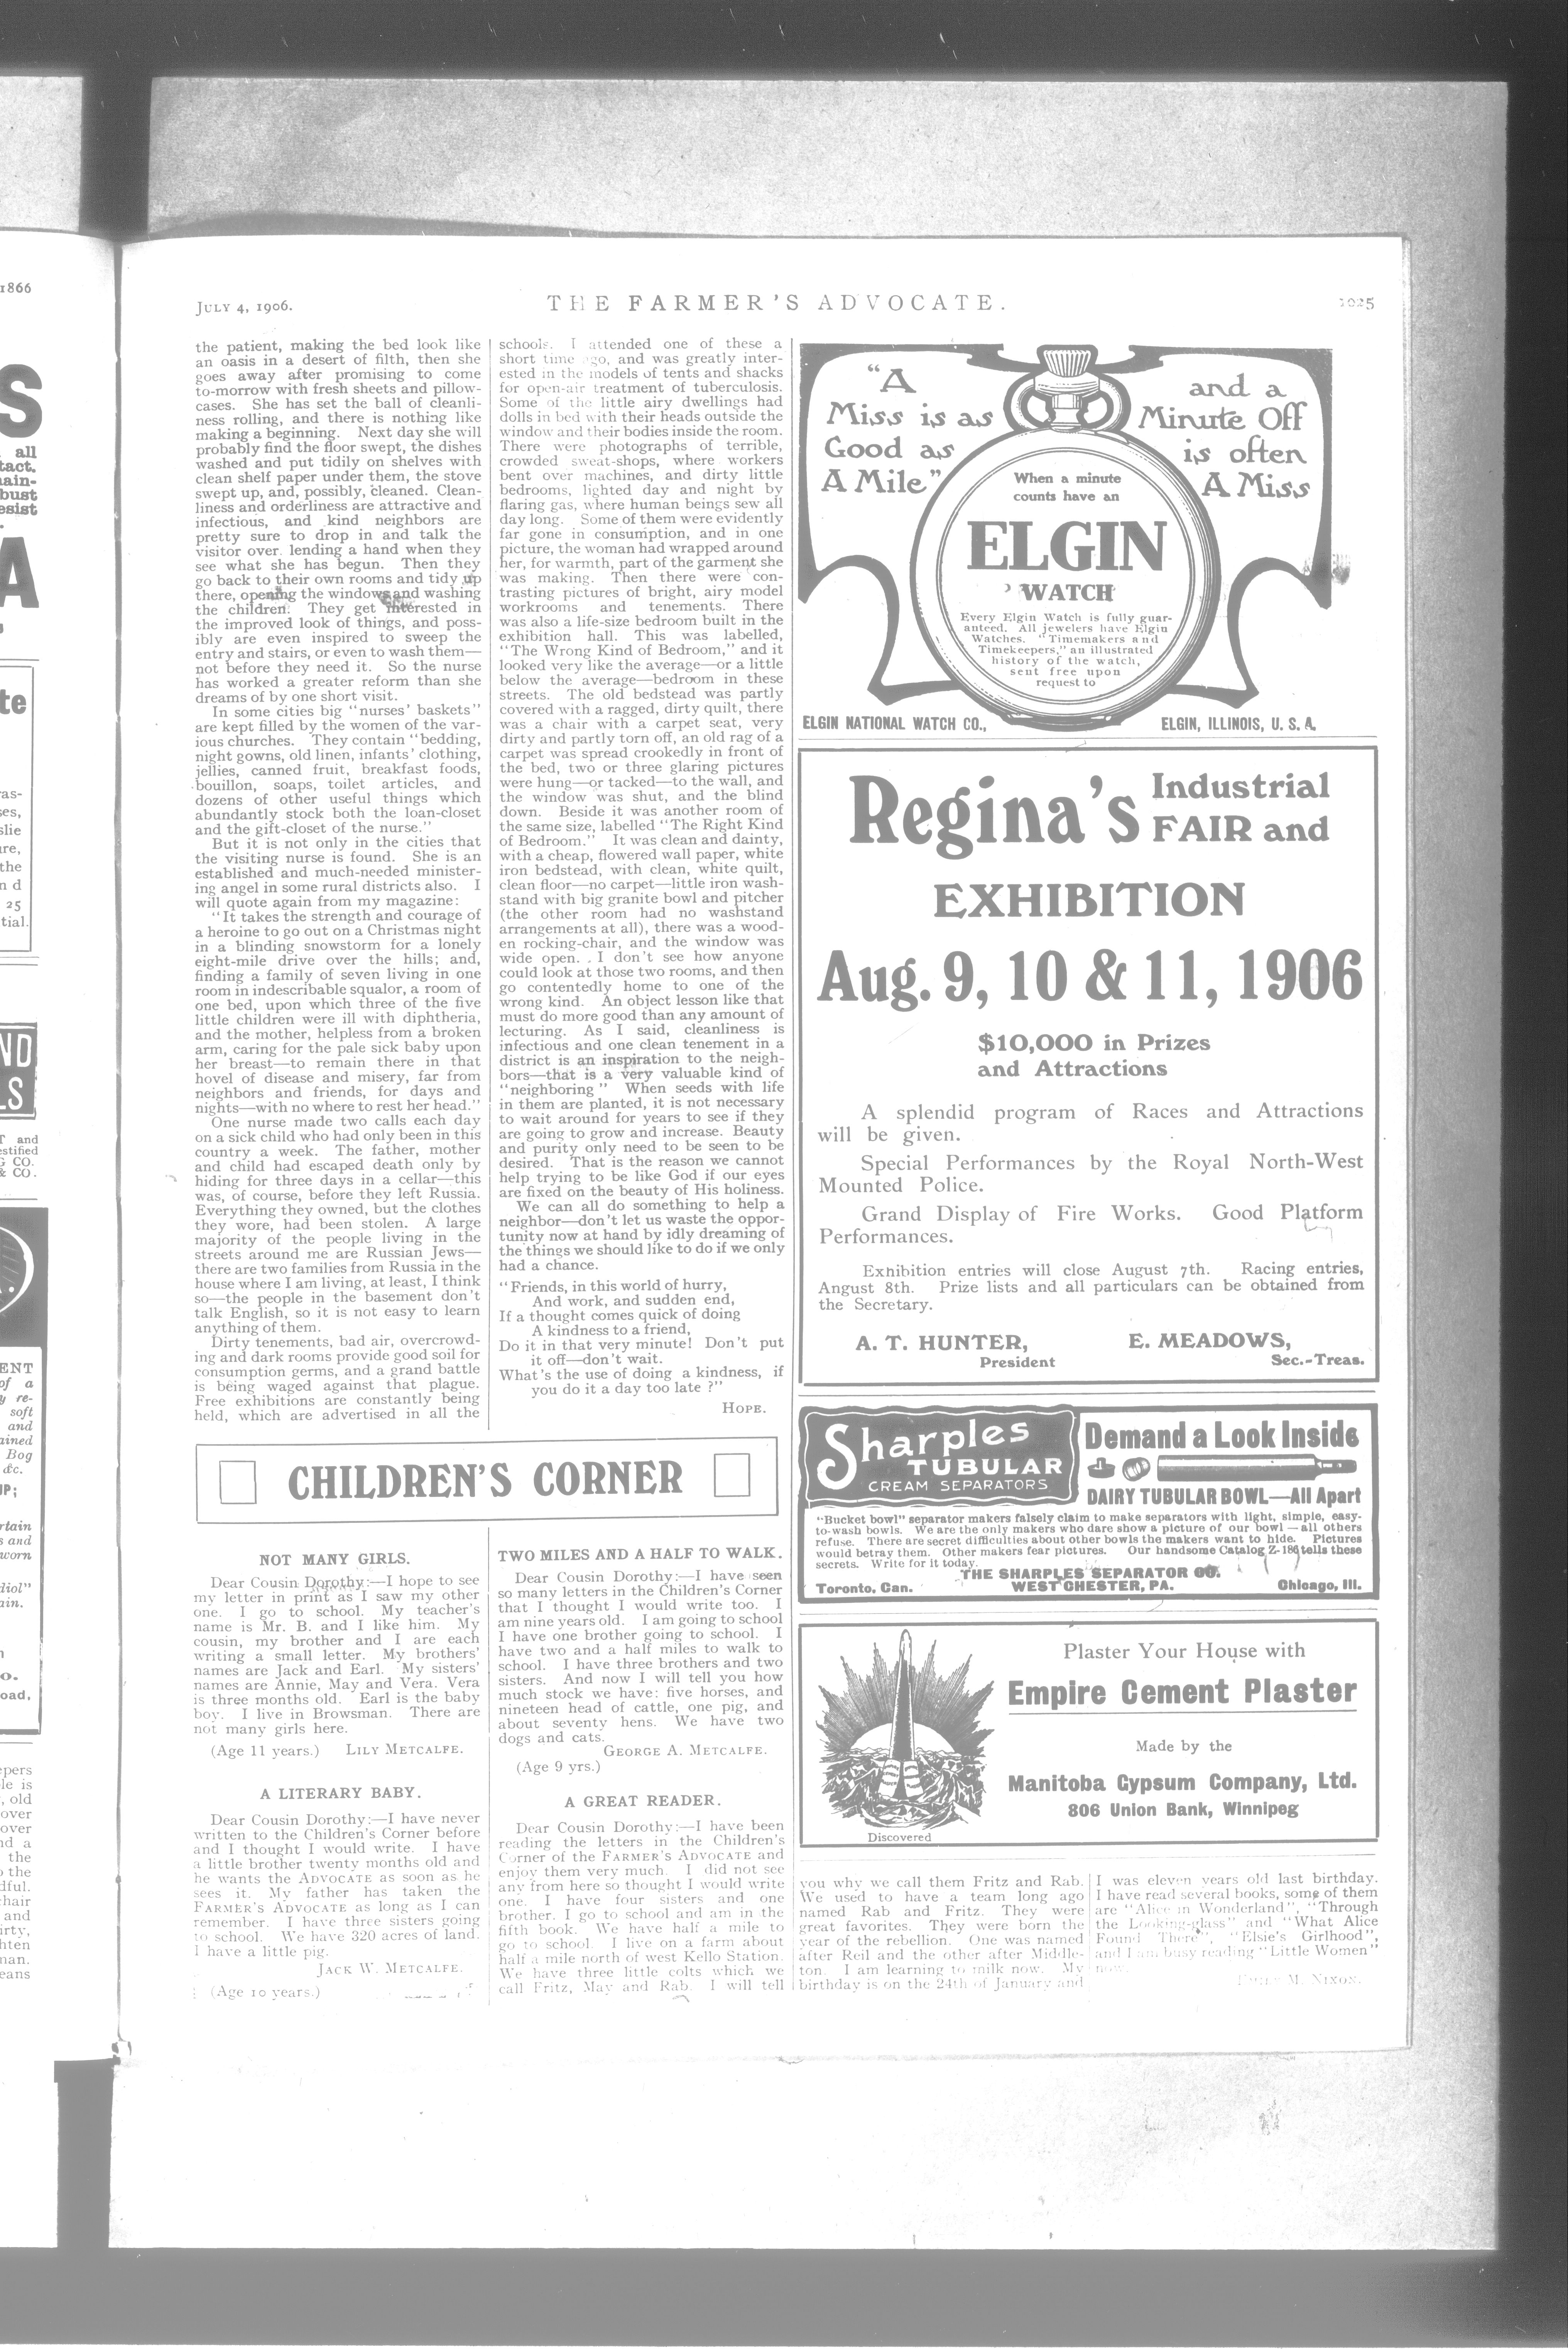 JULY 4, 1906.
THE FARMER'S ADVOCATE.
the patient, making the bed look like
an oasis in a desert of filth, then she
goes away after promising to come
to-morrow with fresh sheets and pillow-
cases. She has set the ball of cleanli-
ness rolling, and there is nothing like
making a beginning. Next day she will
probably find the floor swept, the dishes
washed and put tidily on shelves with
clean shelf paper under them, the stove
swept up, and, possibly, cleaned. Clean-
liness and orderliness are attractive and
infectious, and kind neighbors are
pretty sure to drop in and talk the
visitor over, lending a hand when they
see what she has begun. Then they
go back to their own rooms and tidy up
there, opening the windows and washing
the children. They get interested in
the improved look of things, and poss-
ibly are even inspired to sweep the
entry and stairs, or even to wash them—
not before they need it. So the nurse
has worked a greater reform than she
dreams of by one short visit.
In some cities big "nurses' baskets"
are kept filled by the women of the var-
ious churches. They contain "bedding,
night gowns, old linen, infants' clothing,
jellies, canned fruit, breakfast foods,
bouillon, soaps, toilet articles, and
dozens of other useful things which
abundantly stock both the loan-closet
and the gift-closet of the nurse."
But it is not only in the cities that
the visiting nurse is found. She is an
established and much-needed minister-
ing angel in some rural districts also. I
will quote again from my magazine:
"It takes the strength and courage of
a heroine to go out on a Christmas night
in a blinding snowstorm for a lonely
eight-mile drive over the hills; and,
finding a family of seven living in one
room in indescribable squalor, a room of
one bed, upon which three of the five
little children were ill with diphtheria,
and the mother, helpless from a broken
arm, caring for the pale sick baby upon
her breast—to remain there in that
hovel of disease and misery, far from
neighbors and friends, for days and
nights—with no where to rest her head."
One nurse made two calls each day
on a sick child who had only been in this
country a week. The father, mother
and child had escaped death only by
hiding for three days in a cellar—this
was, of course, before they left Russia.
Everything they owned, but the clothes
they wore, had been stolen. A large
majority of the people living in the
streets around me are Russian Jews—
there are two families from Russia in the
house where I am living, at least, I think
so—the people in the basement don't
talk English, so it is not easy to learn
anything of them.
Dirty tenements, bad air, overcrowd-
ing and dark rooms provide good soil for
consumption germs, and a grand battle
is being waged against that plague.
Free exhibitions are constantly being
held, which are advertised in all the
schools. I attended one of these a
short time ago, and was greatly inter-
ested in the models of tents and shacks
for open-air treatment of tuberculosis.
Some of the little airy dwellings had
dolls in bed with their heads outside the
window and their bodies inside the room.
There were photographs of terrible,
crowded sweat-shops, where workers
bent over machines, and dirty little
bedrooms, lighted day and night by
flaring gas, where human beings sew all
day long. Some of them were evidently
far gone in consumption, and in one
picture, the woman had wrapped around
her, for warmth, part of the garment she
was making. Then there were con-
trasting pictures of bright, airy model
workrooms and tenements. There
was also a life-size bedroom built in the
exhibition hall. This was labelled,
"The Wrong Kind of Bedroom," and it
looked very like the average—or a little
below the average—bedroom in these
streets. The old bedstead was partly
covered with a ragged, dirty quilt, there
was a chair with a carpet seat, very
dirty and partly torn off, an old rag of a
carpet was spread crookedly in front of
the bed, two or three glaring pictures
were hung—or tacked—to the wall, and
the window was shut, and the blind
down. Beside it was another room of
the same size, labelled "The Right Kind
of Bedroom." It was clean and dainty,
with a cheap, flowered wall paper, white
iron bedstead, with clean, white quilt,
clean floor—no carpet—little iron wash-
stand with big granite bowl and pitcher
(the other room had no washstand
arrangements at all), there was a wood-
en rocking-chair, and the window was
wide open. I don't see how anyone
could look at those two rooms, and then
go contentedly home to one of the
wrong kind. An object lesson like that
must do more good than any amount of
lecturing. As I said, cleanliness is
infectious and one clean tenement in a
district is an inspiration to the neigh-
bors—that is a very valuable kind of
"neighboring" When seeds with life
in them are planted, it is not necessary
to wait around for years to see if they
are going to grow and increase. Beauty
and purity only need to be seen to be
desired. That is the reason we cannot
help trying to be like God if our eyes
are fixed on the beauty of His holiness.
We can all do something to help a
neighbor—don't let us waste the oppor-
tunity now at hand by idly dreaming of
the things we should like to do if we only
had a chance.
"Friends, in this world of hurry,
And work, and sudden end,
If a thought comes quick of doing
A kindness to a friend,
Do it in that very minute! Don't put
it off—don't wait.
What's the use of doing a kindness, if
you do it a day too late?"
HOPE.
CHILDREN'S CORNER
NOT MANY GIRLS.
Dear Cousin Dorothy:—I hope to see
my letter in print as I saw my other
one. I go to school. My teacher's
name is Mr. B. and I like him. My
cousin, my brother and I are each
writing a small letter. My brothers'
names are Jack and Earl. My sisters'
names are Annie, May and Vera. Vera
is three months old. Earl is the baby
boy. I live in Browsman. There are
not many girls here.
(Age 11 years.) LILY METCALFE.
A LITERARY BABY.
Dear Cousin Dorothy:—I have never
written to the Children's Corner before
and I thought I would write. I have
a little brother twenty months old and
he wants the ADVOCATE as soon as he
sees it. My father has taken the
FARMER'S ADVOCATE as long as I can
remember. I have three sisters going
to school. We have 320 acres of land.
I have a little pig.
JACK W. METCALFE.
(Age 10 years.)
TWO MILES AND A HALF TO WALK.
Dear Cousin Dorothy:—I have seen
so many letters in the Children's Corner
that I thought I would write too. I
am nine years old. I am going to school
I have one brother going to school. I
have two and a half miles to walk to
school. I have three brothers and two
sisters. And now I will tell you how
much stock we have: five horses, and
nineteen head of cattle, one pig, and
about seventy hens. We have two
dogs and cats.
GEORGE A. METCALFE.
(Age 9 yrs.)
A GREAT READER.
Dear Cousin Dorothy:—I have been
reading the letters in the Children's
Corner of the FARMER'S ADVOCATE and
enjoy them very much. I did not see
any from here so thought I would write
one. I have four sisters and one
brother. I go to school and am in the
fifth book. We have half a mile to
go to school. I live on a farm about
half a mile north of west Kello Station.
We have three little colts which we
call Fritz, May and Rab. I will tell
you why we call them Fritz and Rab.
We used to have a team long ago
named Rab and Fritz. They were
great favorites. They were born the
year of the rebellion. One was named
after Reil and the other after Middle-
ton. I am learning to milk now. My
birthday is on the 24th of January and
I was eleven years old last birthday.
I have read several books, some of them
are "Alice in Wonderland", "Through
the Looking-glass" and "What Alice
Found There", "Elsie's Girlhood",
and I am busy reading "Little Women"
now.
M. NIXON.
"A
Miss is as
Good as
A Mile"
and a
Minute Off
is often
A Miss
When a minute
counts have an
ELGIN
WATCH
Every Elgin Watch is fully guar-
anteed. All jewelers have Elgin
Watches. "Timemakers and
Timekeepers," an illustrated
history of the watch,
sent free upon
request to
ELGIN NATIONAL WATCH CO., ELGIN, ILLINOIS, U. S. A.
Regina's Industrial
FAIR and
EXHIBITION
Aug. 9, 10 & 11, 1906
$10,000 in Prizes
and Attractions
A splendid program of Races and Attractions
will be given.
Special Performances by the Royal North-West
Mounted Police.
Grand Display of Fire Works. Good Platform
Performances.
Exhibition entries will close August 7th. Racing entries,
Angust 8th. Prize lists and all particulars can be obtained from
the Secretary.
A. T. HUNTER, E. MEADOWS,
President Sec.-Treas.
Sharples
TUBULAR
CREAM SEPARATORS
Demand a Look Inside
DAIRY TUBULAR BOWL—All Apart
"Bucket bowl" separator makers falsely claim to make separators with light, simple, easy-
to-wash bowls. We are the only makers who dare show a picture of our bowl—all others
refuse. There are secret difficulties about other bowls the makers want to hide. Pictures
would betray them. Other makers fear pictures. Our handsome Catalog Z-186 tells these
secrets. Write for it today.
THE SHARPLES SEPARATOR CO.
Toronto, Can. WEST CHESTER, PA. Chicago, Ill.
Plaster Your House with
Empire Cement Plaster
Made by the
Manitoba Gypsum Company, Ltd.
806 Union Bank, Winnipeg
Discovered